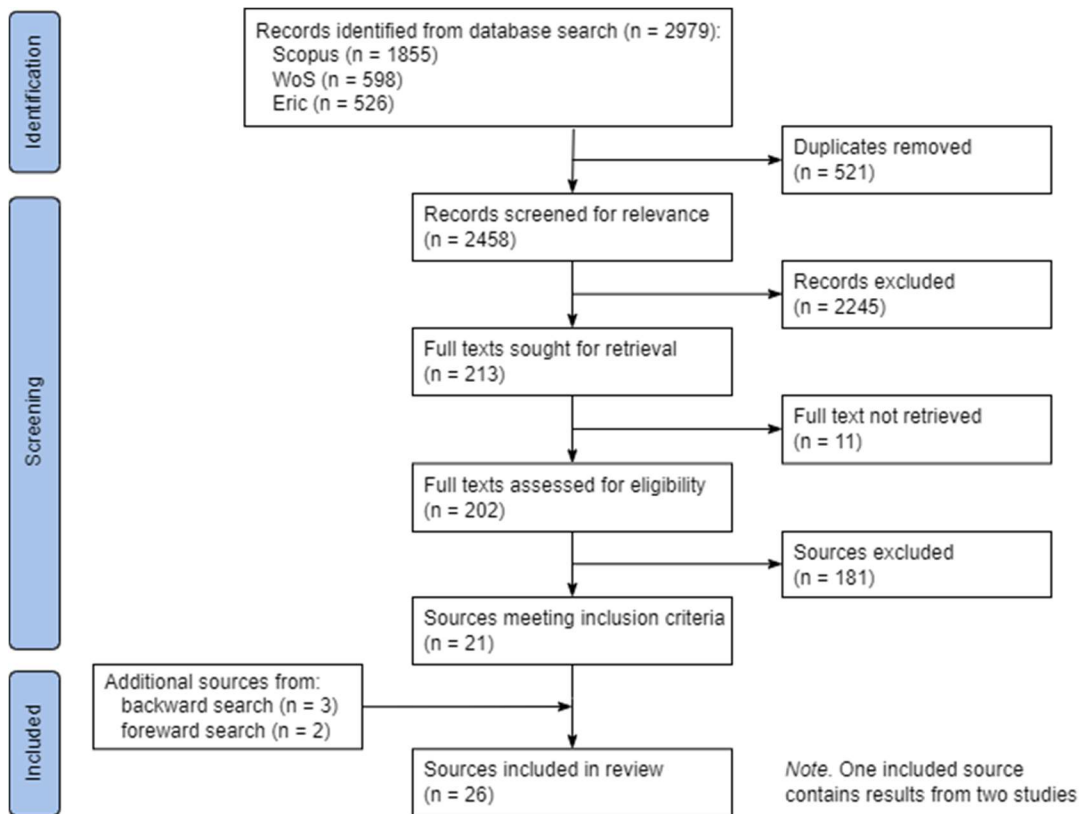 Identification
Records identified from database search (n = 2979):
Scopus (n = 1855)
WoS (n = 598)
Eric (n = 526)
Duplicates removed
(n = 521)
Screening
Records screened for relevance
(n = 2458)
Records excluded
(n = 2245)
Full texts sought for retrieval
(n = 213)
Full text not retrieved
(n = 11)
Full texts assessed for eligibility
(n = 202)
Sources excluded
(n = 181)
Sources meeting inclusion criteria
(n = 21)
Included
Additional sources from:
backward search (n = 3)
foreward search (n = 2)
Sources included in review
(n = 26)
Note. One included source
contains results from two studies